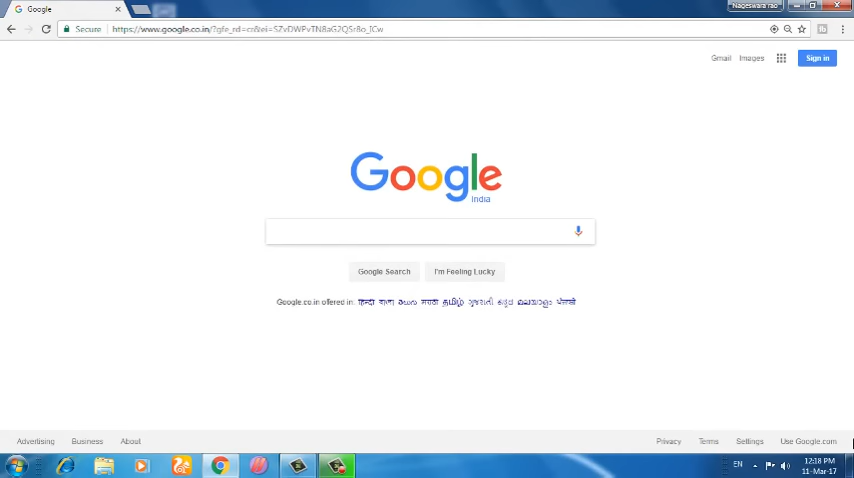 Google
Nageswara rao
Secure https://www.google.co.in/?gfe_rd=cr&ei=SZvDWPvTN8aG2QSr8o_ICw
Gmail Images Sign in
Google
India
Google Search I'm Feeling Lucky
Google.co.in offered in: हिन्दी বাংলা తెలుగు मराठी தமிழ் ગુજરાતી ಕನ್ನಡ മലയാളം ਪੰਜਾਬੀ
Advertising Business About Privacy Terms Settings Use Google.com
EN 12:18 PM
11-Mar-17